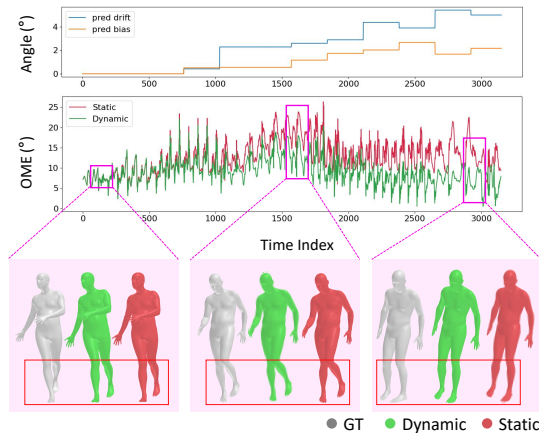 Angle (°)
4
2
0
pred drift
pred bias
0 500 1000 1500 2000 2500 3000
OME (°)
25
20
15
10
5
0
Static
Dynamic
0 500 1000 1500 2000 2500 3000
Time Index
GT Dynamic Static